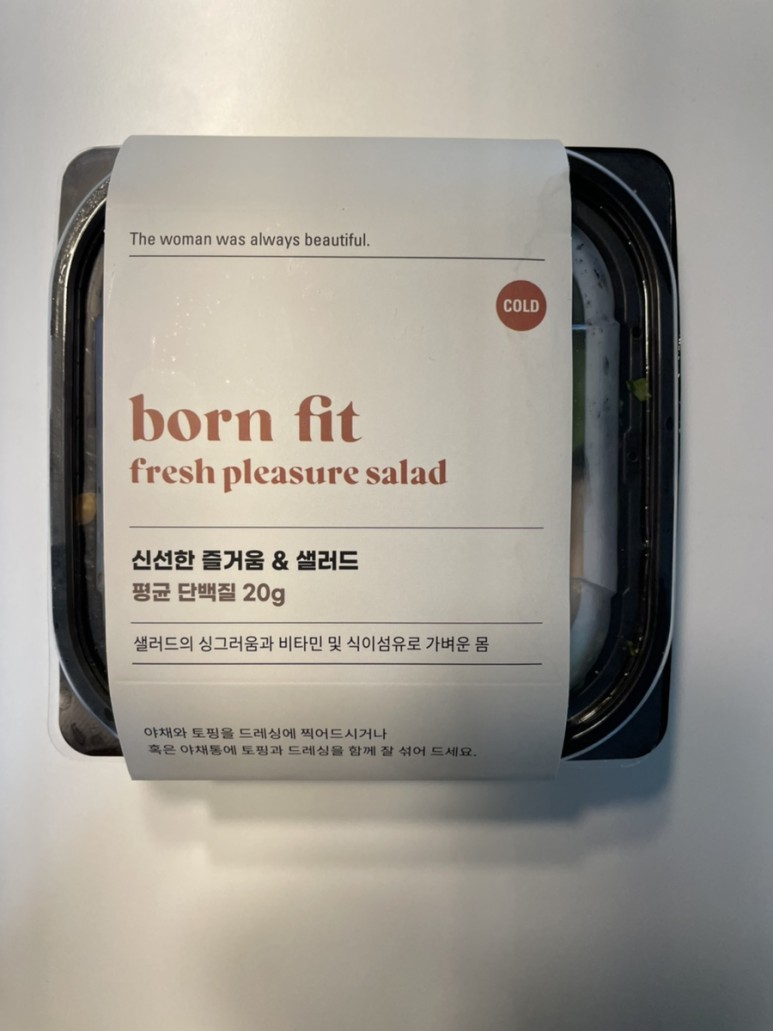 The woman was always beautiful.
COLD
born fit
fresh pleasure salad
신선한 즐거움 & 샐러드
평균 단백질 20g
샐러드의 싱그러움과 비타민 및 식이섬유로 가벼운 몸
야채와 토핑을 드레싱에 찍어드시거나
혹은 야채통에 토핑과 드레싱을 함께 잘 섞어 드세요.